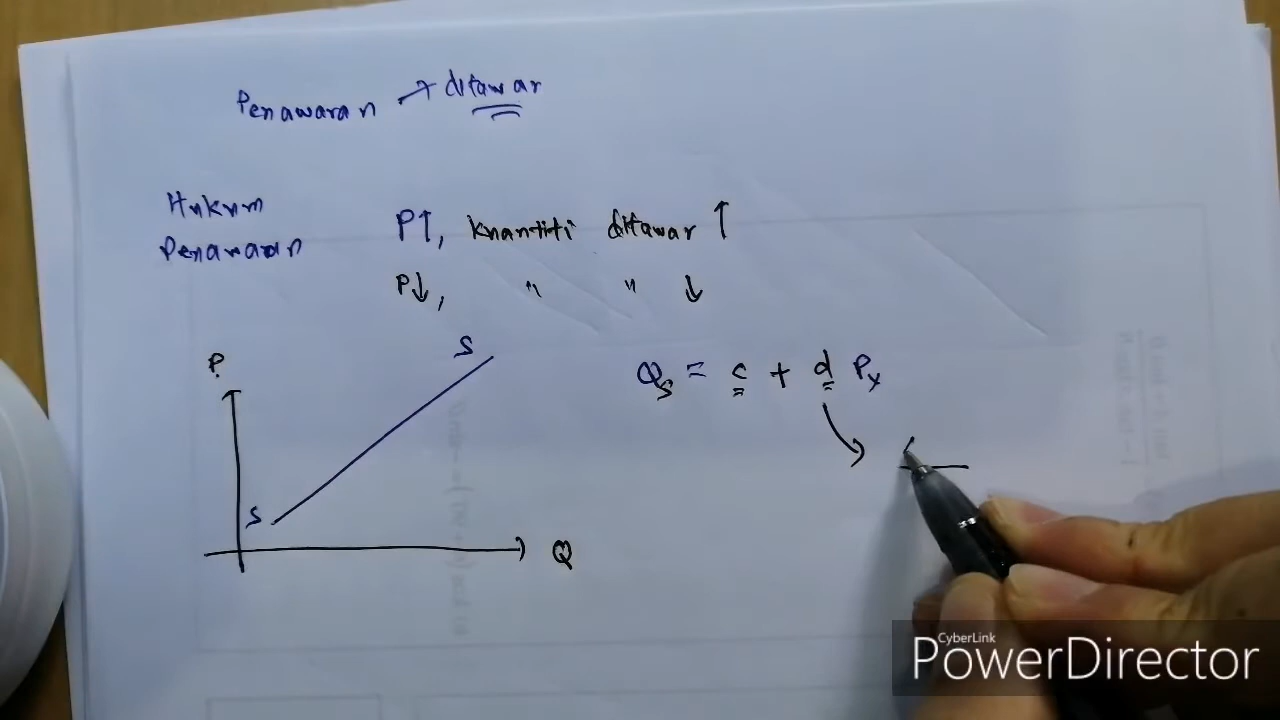 Penawaran → ditawar
Hukum
Penawaran
P↑, kuantiti ditawar ↑
P↓, " " ↓
P
S
S
Q
Qs = c + d Px
CyberLink
PowerDirector